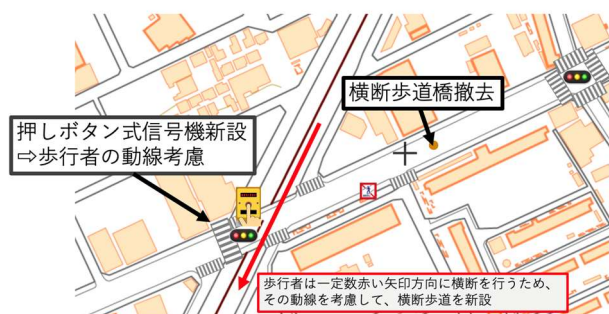 横断歩道橋撤去
押しボタン式信号機新設
⇨歩行者の動線考慮
歩行者は一定数赤い矢印方向に横断を行うため、
その動線を考慮して、横断歩道を新設